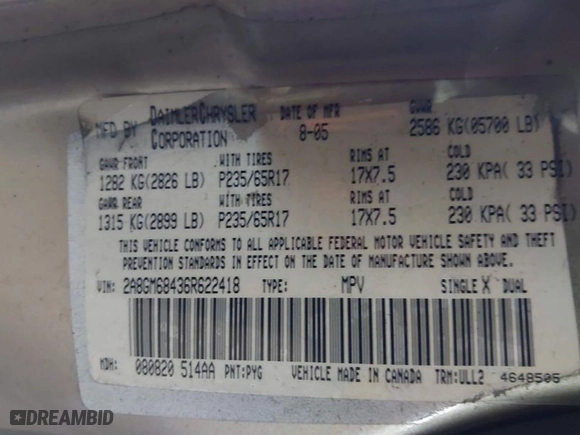 MFD BY DAIMLERCHRYSLER CORPORATION DATE OF MFR 8-05 GVWR 2586 KG(05700 LB)
GAWR-FRONT WITH TIRES RIMS AT COLD
1282 KG(2826 LB) P235/65R17 17X7.5 230 KPA( 33 PSI)
GAWR REAR WITH TIRES RIMS AT COLD
1315 KG(2899 LB) P235/65R17 17X7.5 230 KPA( 33 PSI)
THIS VEHICLE CONFORMS TO ALL APPLICABLE FEDERAL MOTOR VEHICLE SAFETY AND THEFT
PREVENTION STANDARDS IN EFFECT ON THE DATE OF MANUFACTURE SHOWN ABOVE.
VIN: 2A8GM68436R622418 TYPE: MPV SINGLE X DUAL
MDH: 080820 514AA PNT:PYG VEHICLE MADE IN CANADA TRM:ULL2 4648505
DREAMBID